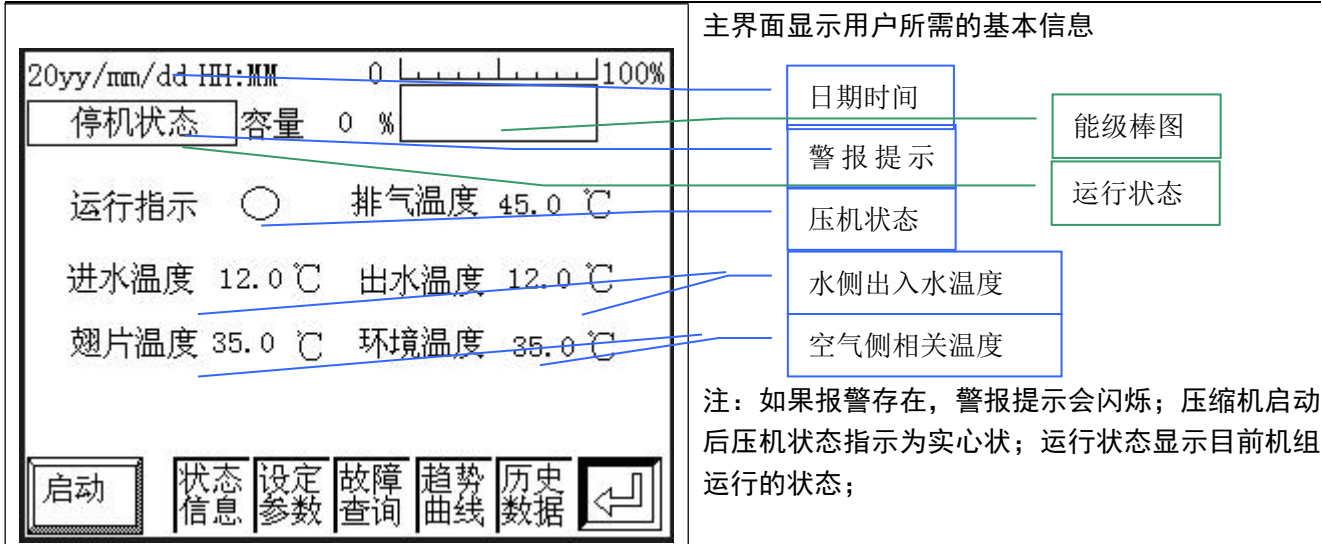 主界面显示用户所需的基本信息
20yy/mm/dd HH:MM 0 100%
停机状态 容量 0 %
运行指示 排气温度 45.0 ℃
进水温度 12.0 ℃ 出水温度 12.0 ℃
翅片温度 35.0 ℃ 环境温度 35.0 ℃
启动 状态信息 设定参数 故障查询 趋势曲线 历史数据
日期时间
警报提示
压机状态
水侧出入水温度
空气侧相关温度
能级棒图
运行状态
注：如果报警存在，警报提示会闪烁；压缩机启动
后压机状态指示为实心状；运行状态显示目前机组
运行的状态；